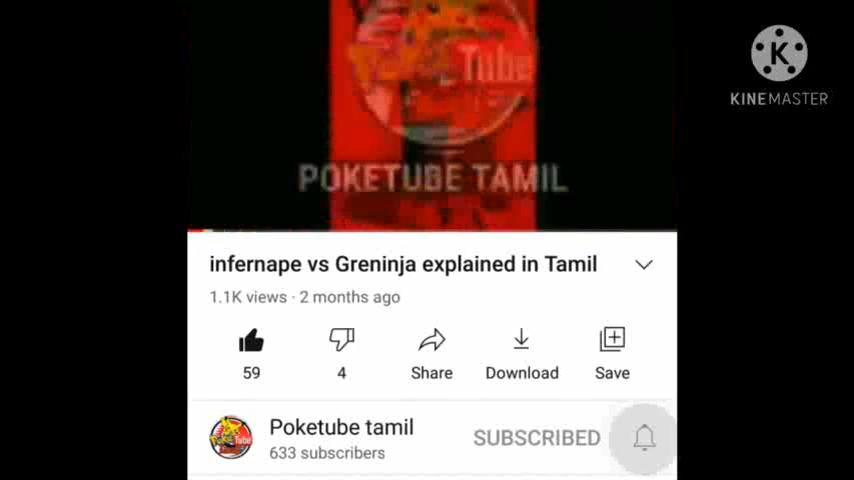 Tube
POKETUBE TAMIL
KINEMASTER
infernape vs Greninja explained in Tamil
1.1K views · 2 months ago
59
4
Share
Download
Save
Poketube tamil
633 subscribers
SUBSCRIBED